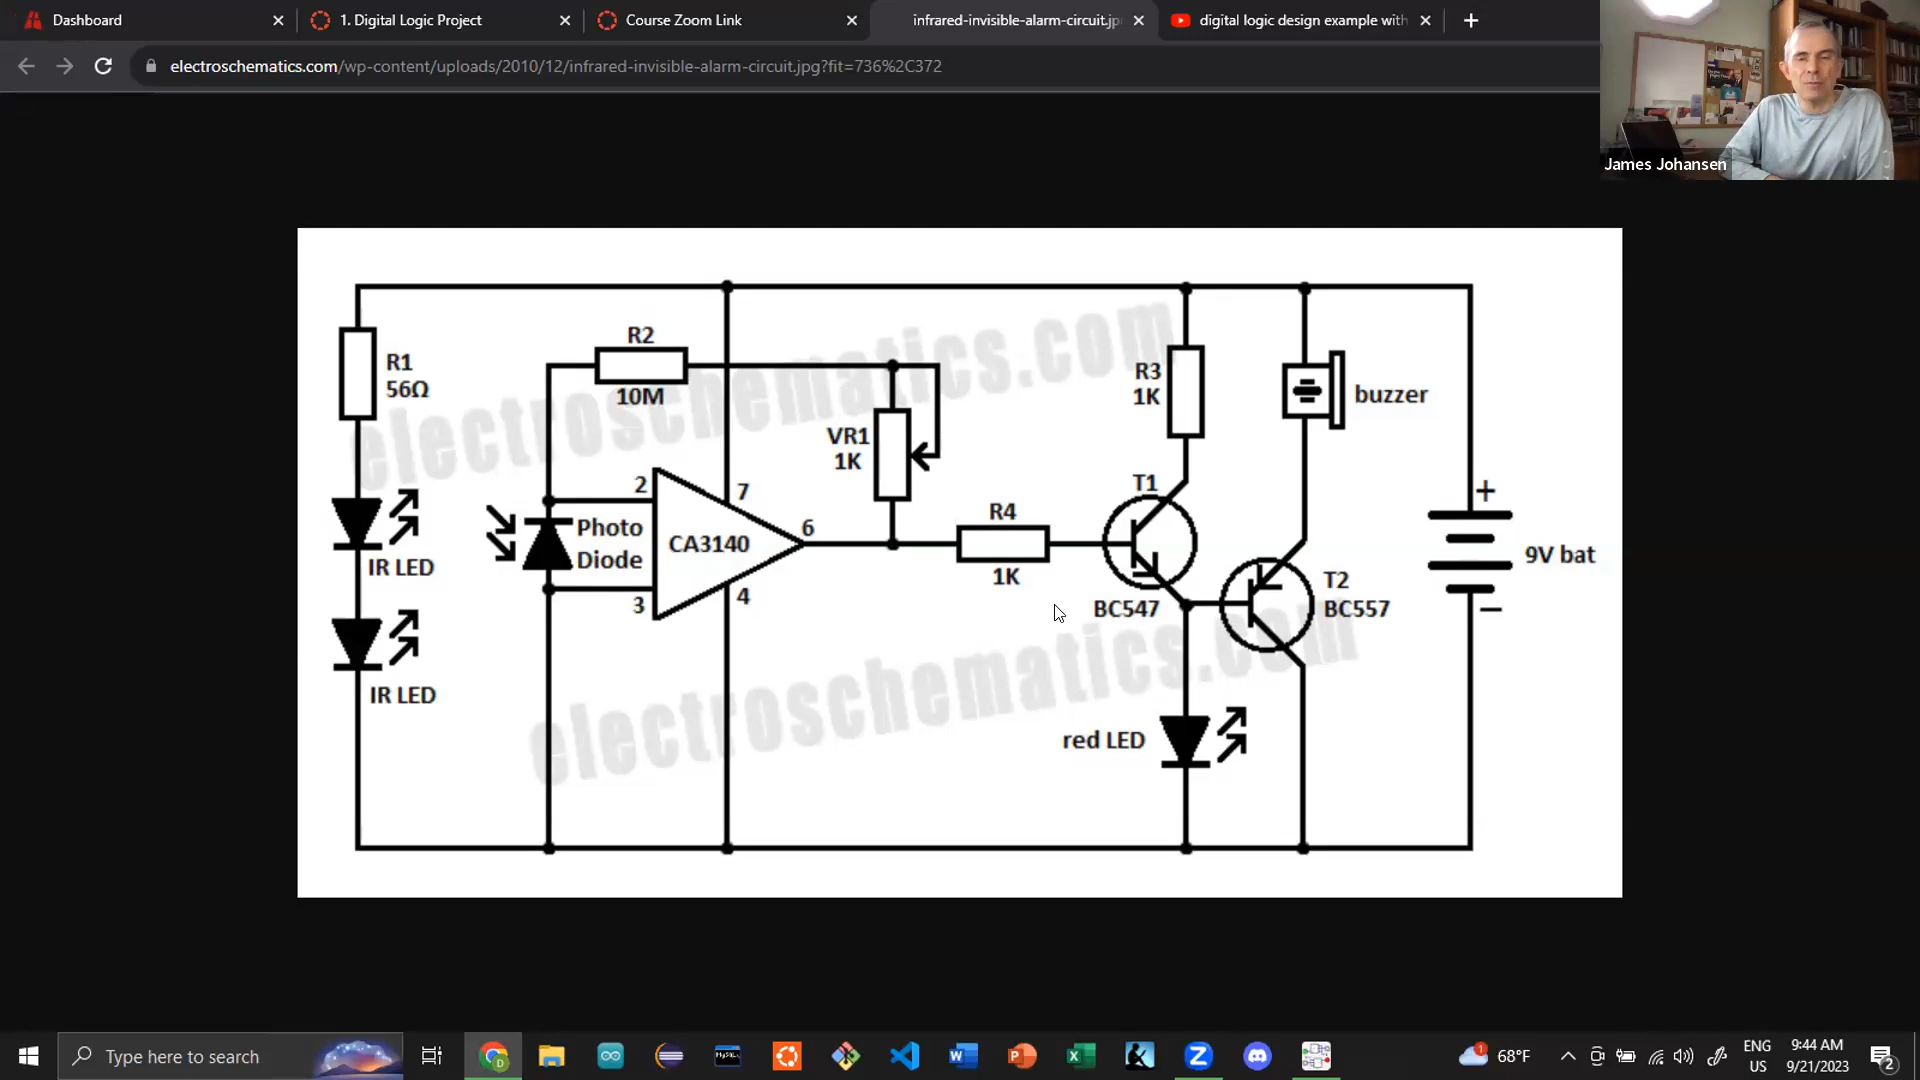 Dashboard
1. Digital Logic Project
Course Zoom Link
infrared-invisible-alarm-circuit.jp
digital logic design example with
electroschematics.com/wp-content/uploads/2010/12/infrared-invisible-alarm-circuit.jpg?fit=736%2C372
James Johansen
electroschematics.com
R1
56Ω
R2
10M
VR1
1K
R3
1K
buzzer
2
7
T1
+
Photo
Diode
CA3140
6
R4
1K
IR LED
3
4
BC547
T2
BC557
9V bat
−
IR LED
electroschematics.com
red LED
Type here to search
68°F
ENG
US
9:44 AM
9/21/2023
1
2